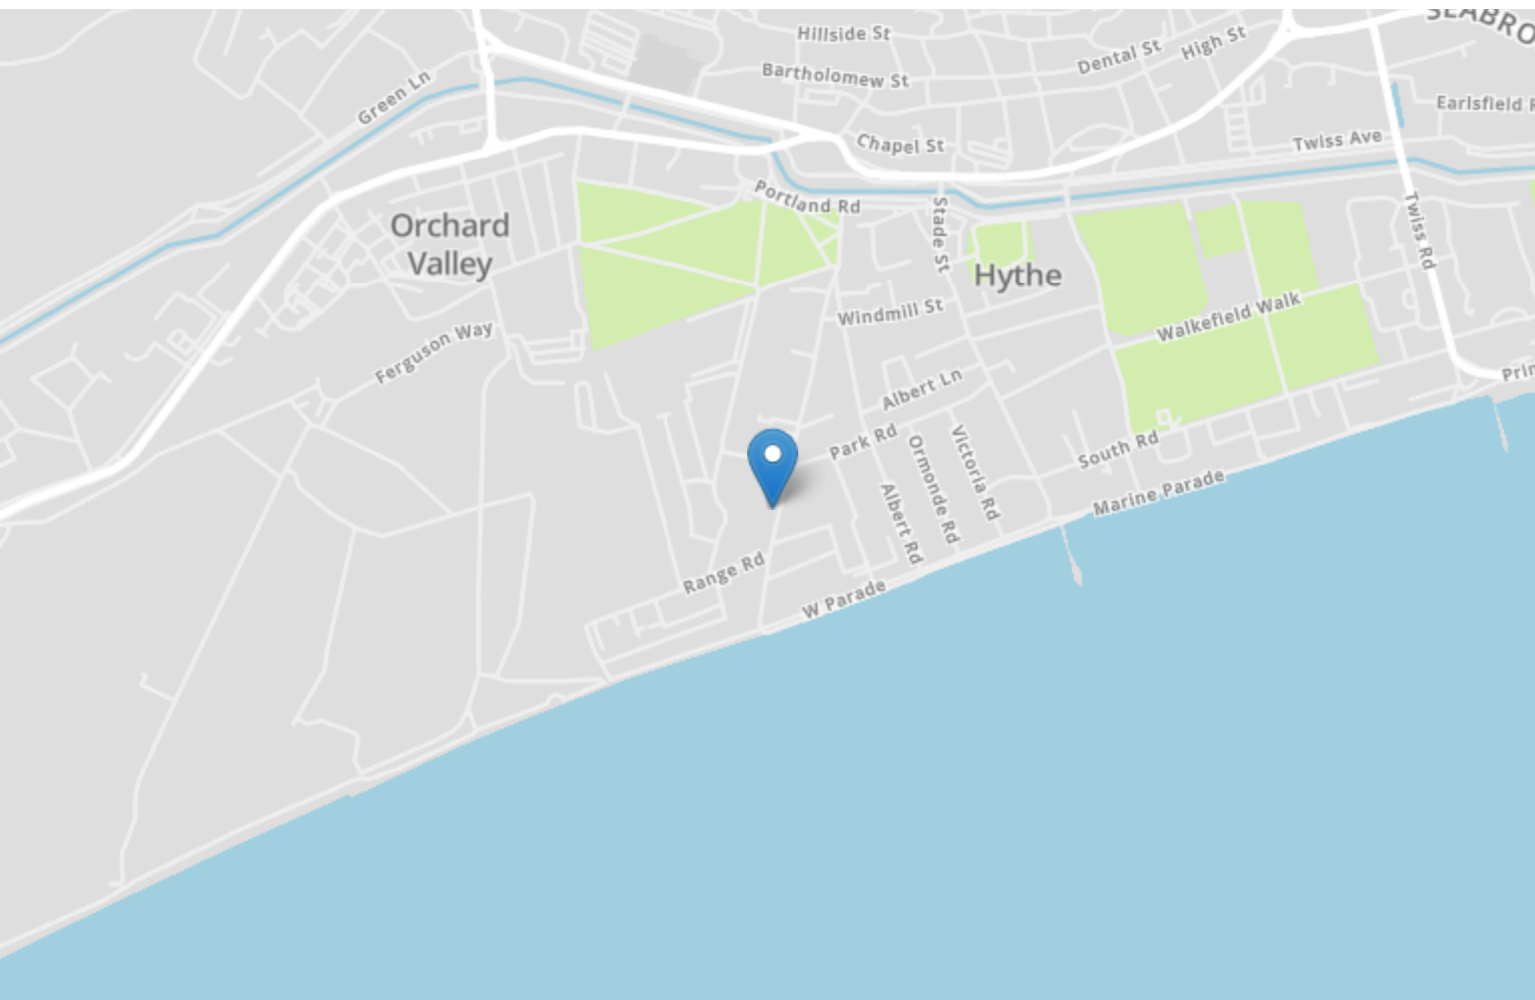 SEABRO
Hillside St
Dental St
High St
Bartholomew St
Green Ln
Earlsfield R
Chapel St
Twiss Ave
Portland Rd
Stade St
Twiss Rd
Orchard
Valley
Hythe
Windmill St
Walkefield Walk
Ferguson Way
Albert Ln
Prin
Park Rd
Victoria Rd
Ormonde Rd
South Rd
Albert Rd
Marine Parade
Range Rd
W Parade